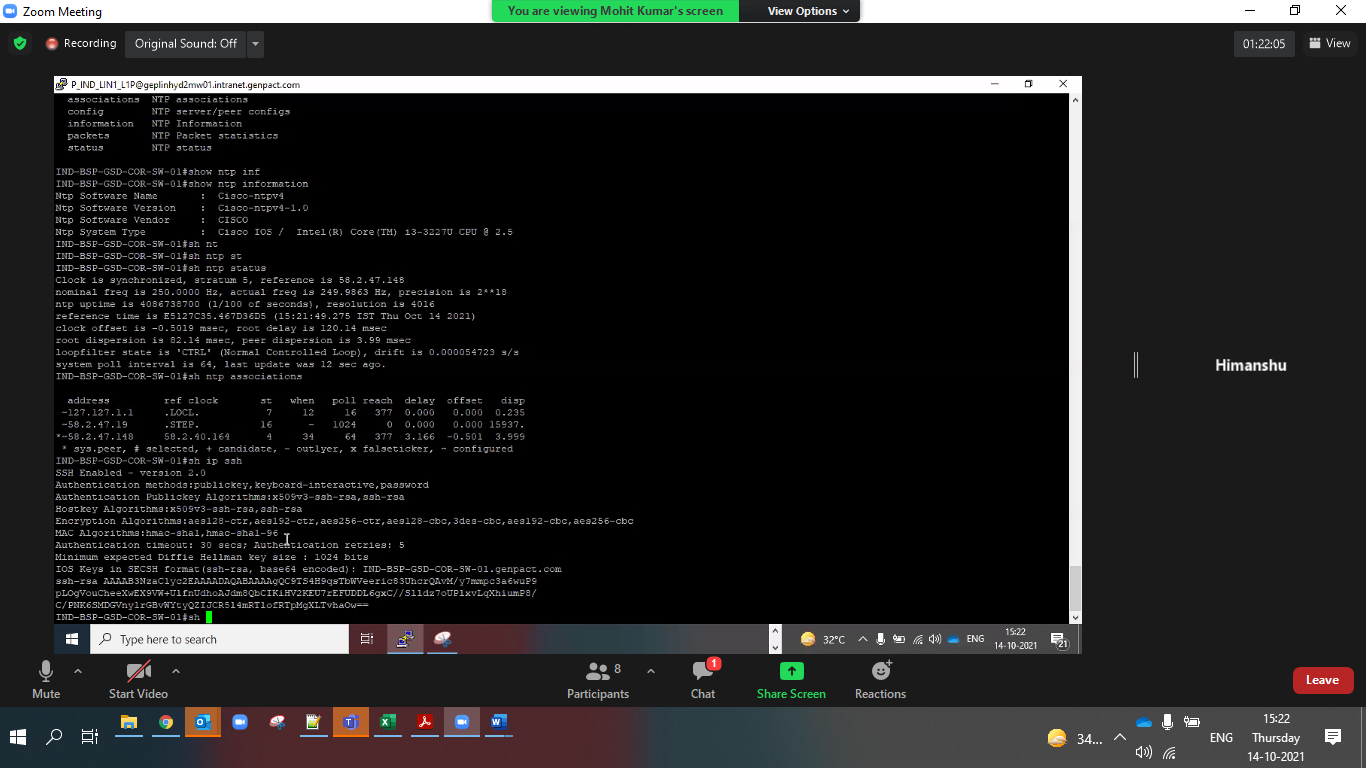 Zoom Meeting
You are viewing Mohit Kumar's screen
View Options
Recording
Original Sound: Off
01:22:05
View
P_IND_LIN1_L1P@geplinhyd2mw01.intranet.genpact.com
associations  NTP associations
config        NTP server/peer configs
information   NTP Information
packets       NTP Packet statistics
status        NTP status
IND-BSP-GSD-COR-SW-01#show ntp inf
IND-BSP-GSD-COR-SW-01#show ntp information
Ntp Software Name      :  Cisco-ntpv4
Ntp Software Version   :  Cisco-ntpv4-1.0
Ntp Software Vendor    :  CISCO
Ntp System Type        :  Cisco IOS /  Intel(R) Core(TM) i3-3227U CPU @ 2.5
IND-BSP-GSD-COR-SW-01#sh nt
IND-BSP-GSD-COR-SW-01#sh ntp st
IND-BSP-GSD-COR-SW-01#sh ntp status
Clock is synchronized, stratum 5, reference is 58.2.47.148
nominal freq is 250.0000 Hz, actual freq is 249.9863 Hz, precision is 2**18
ntp uptime is 4086738700 (1/100 of seconds), resolution is 4016
reference time is E5127C35.467D36D5 (15:21:49.275 IST Thu Oct 14 2021)
clock offset is -0.5019 msec, root delay is 120.14 msec
root dispersion is 82.14 msec, peer dispersion is 3.99 msec
loopfilter state is 'CTRL' (Normal Controlled Loop), drift is 0.000054723 s/s
system poll interval is 64, last update was 12 sec ago.
IND-BSP-GSD-COR-SW-01#sh ntp associations
address         ref clock       st   when   poll reach  delay  offset   disp
~127.127.1.1    .LOCL.           7     12     16   377  0.000   0.000  0.235
~58.2.47.19     .STEP.          16      -   1024     0  0.000   0.000 15937.
*~58.2.47.148    58.2.40.164      4     34     64   377  3.166  -0.501  3.999
* sys.peer, # selected, + candidate, - outlyer, x falseticker, ~ configured
IND-BSP-GSD-COR-SW-01#sh ip ssh
SSH Enabled - version 2.0
Authentication methods:publickey,keyboard-interactive,password
Authentication Publickey Algorithms:x509v3-ssh-rsa,ssh-rsa
Hostkey Algorithms:x509v3-ssh-rsa,ssh-rsa
Encryption Algorithms:aes128-ctr,aes192-ctr,aes256-ctr,aes128-cbc,3des-cbc,aes192-cbc,aes256-cbc
MAC Algorithms:hmac-sha1,hmac-sha1-96
Authentication timeout: 30 secs; Authentication retries: 5
Minimum expected Diffie Hellman key size : 1024 bits
IOS Keys in SECSH format(ssh-rsa, base64 encoded): IND-BSP-GSD-COR-SW-01.genpact.com
ssh-rsa
IND-BSP-GSD-COR-SW-01#sh
Himanshu
Type here to search
32°C
ENG
15:22
14-10-2021
21
Mute
Start Video
8
Participants
1
Chat
Share Screen
Reactions
Leave
34...
ENG
15:22
Thursday
14-10-2021